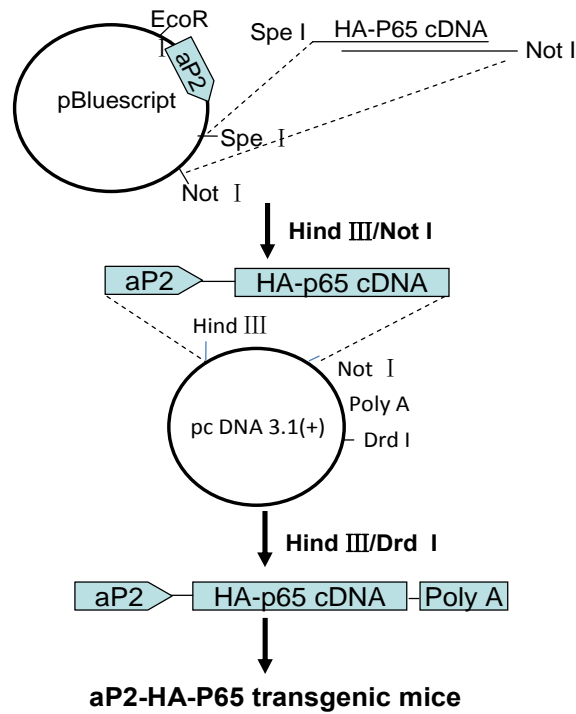 EcoR
I
aP2
pBluescript
Spe I
HA-P65 cDNA
Not I
Spe I
Not I
Hind III/Not I
aP2
HA-p65 cDNA
Hind III
Not I
Poly A
pc DNA 3.1(+)
Drd I
Hind III/Drd I
aP2
HA-p65 cDNA
Poly A
aP2-HA-P65 transgenic mice